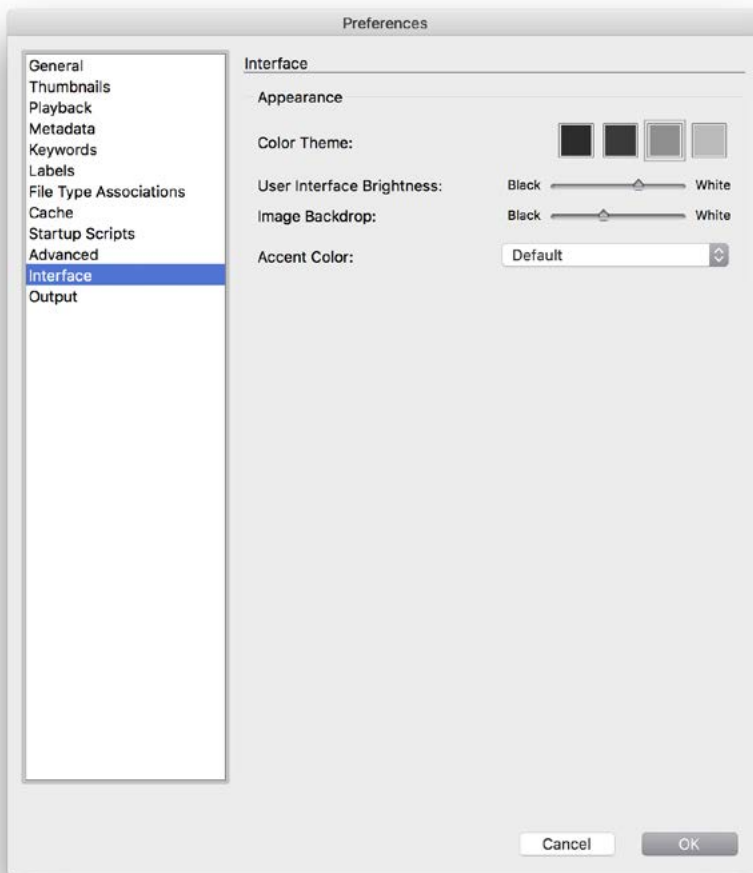 Preferences
General
Thumbnails
Playback
Metadata
Keywords
Labels
File Type Associations
Cache
Startup Scripts
Advanced
Interface
Output
Interface
Appearance
Color Theme:
User Interface Brightness: Black White
Image Backdrop: Black White
Accent Color: Default
Cancel OK